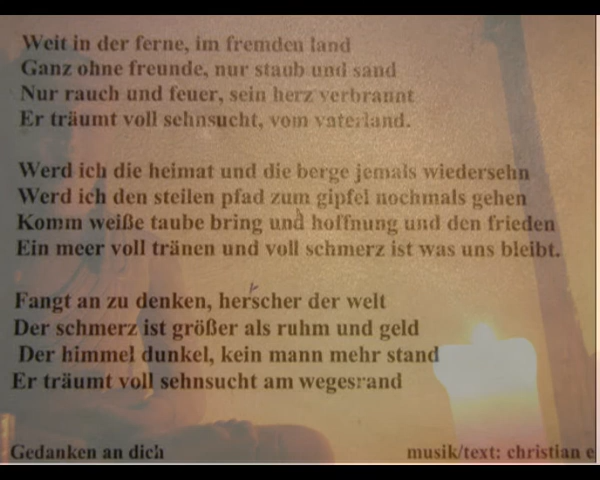 Weit in der ferne, im fremden land
Ganz ohne freunde, nur staub und sand
Nur rauch und feuer, sein herz verbrannt
Er träumt voll sehnsucht, vom vaterland.
Werd ich die heimat und die berge jemals wiedersehn
Werd ich den steilen pfad zum gipfel nochmals gehen
Komm weiße taube bring und hoffnung und den frieden
Ein meer voll tränen und voll schmerz ist was uns bleibt.
Fangt an zu denken, herscher der welt
Der schmerz ist größer als ruhm und geld
Der himmel dunkel, kein mann mehr stand
Er träumt voll sehnsucht am wegesrand
Gedanken an dich
musik/text: christian e